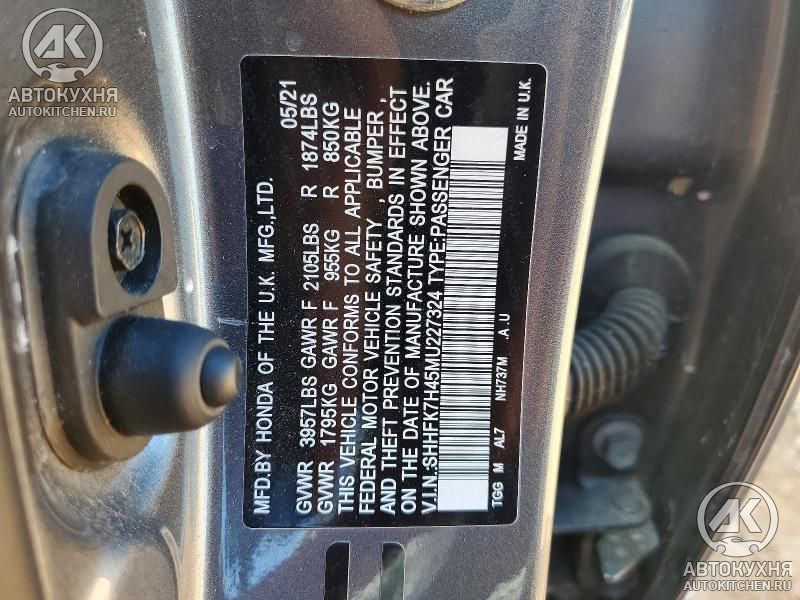 AK
АВТОКУХНЯ
AUTOKITCHEN.RU
MFD.BY HONDA OF THE U.K. MFG.,LTD. 05/21
GVWR 3957LBS GAWR F 2105LBS R 1874LBS
GVWR 1795KG GAWR F 955KG R 850KG
THIS VEHICLE CONFORMS TO ALL APPLICABLE
FEDERAL MOTOR VEHICLE SAFETY , BUMPER ,
AND THEFT PREVENTION STANDARDS IN EFFECT
ON THE DATE OF MANUFACTURE SHOWN ABOVE.
V.I.N.:SHHFK7H45MU227324 TYPE:PASSENGER CAR
TGG M AL7 NH737M .A.U MADE IN U.K.
AK
АВТОКУХНЯ
AUTOKITCHEN.RU